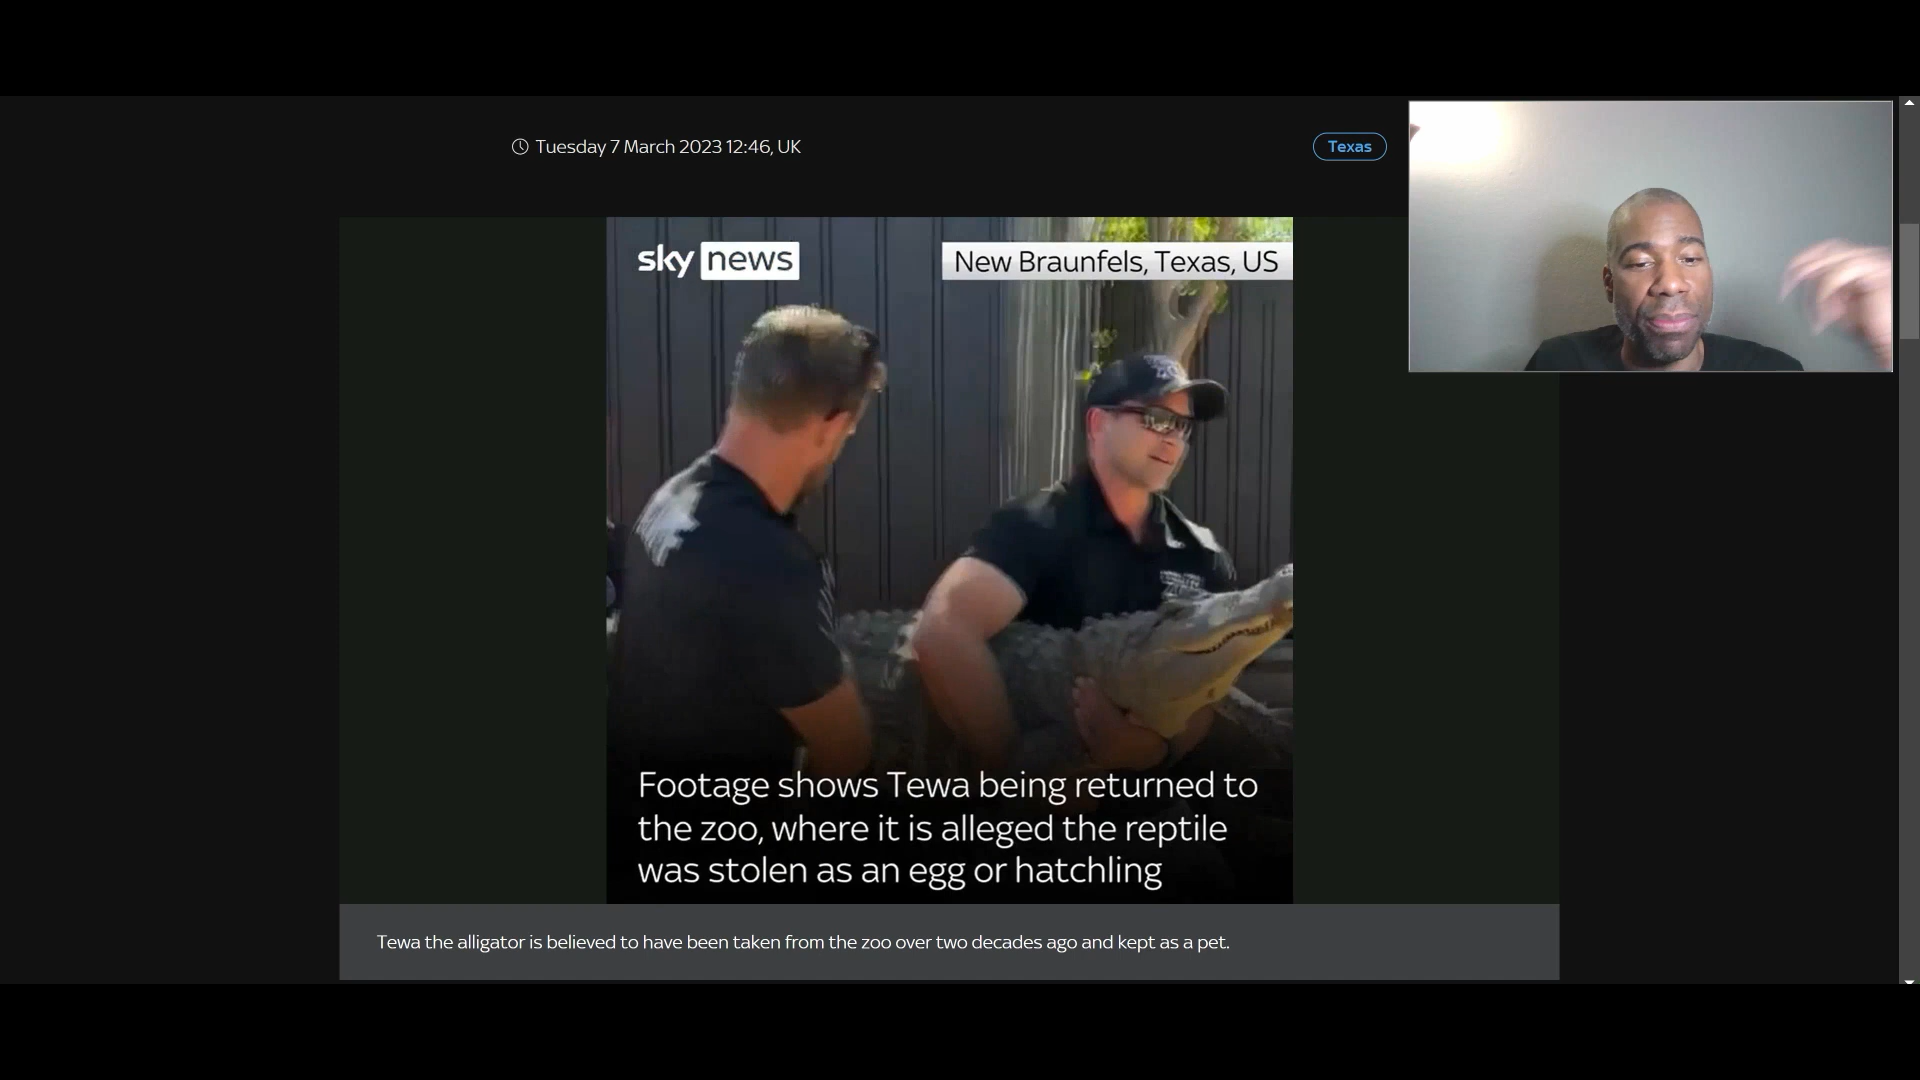 Tuesday 7 March 2023 12:46, UK
Texas
sky news
New Braunfels, Texas, US
Footage shows Tewa being returned to
the zoo, where it is alleged the reptile
was stolen as an egg or hatchling
Tewa the alligator is believed to have been taken from the zoo over two decades ago and kept as a pet.